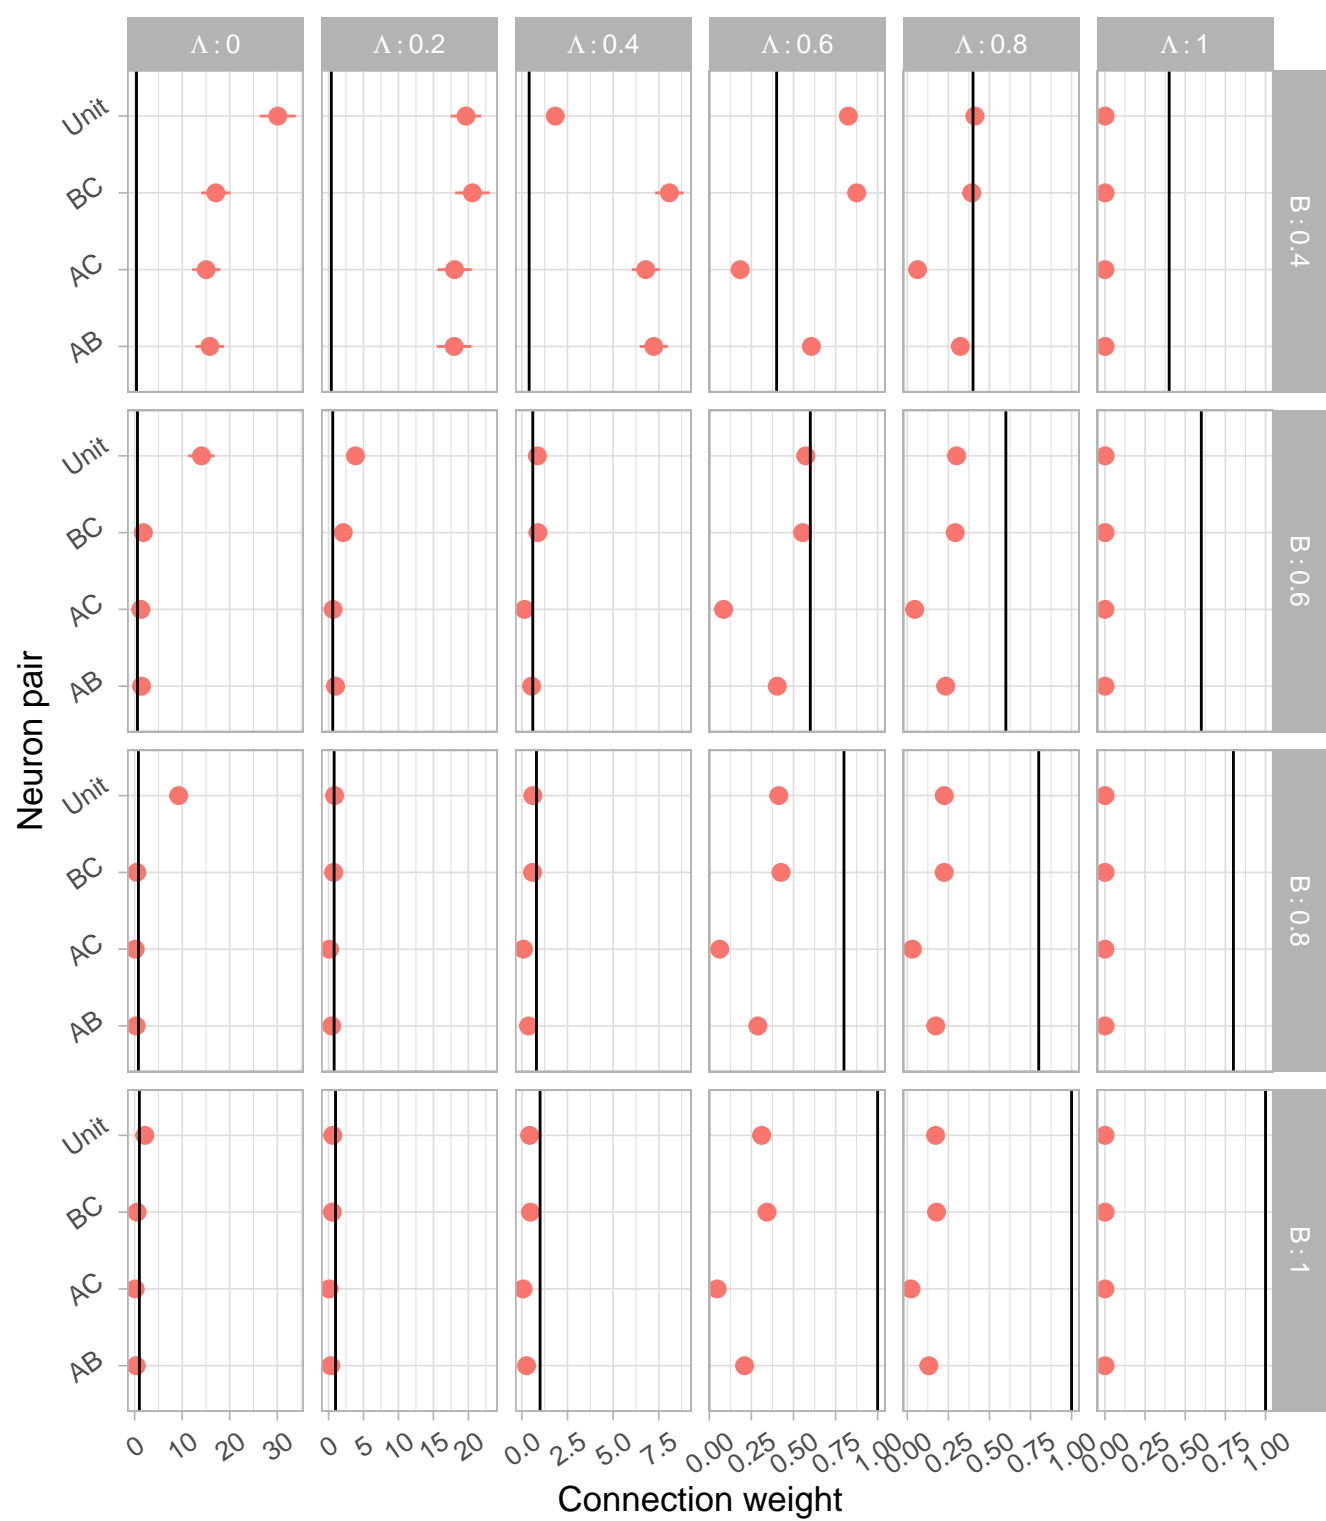 Λ : 0 Λ : 0.2 Λ : 0.4 Λ : 0.6 Λ : 0.8 Λ : 1
Unit
BC
AC
AB
B : 0.4
Unit
BC
AC
AB
B : 0.6
Neuron pair
Unit
BC
AC
AB
B : 0.8
Unit
BC
AC
AB
B : 1
0 10 20 30 0 5 10 15 20 0.0 2.5 5.0 7.5 0.00 0.25 0.50 0.75 1.00 0.00 0.25 0.50 0.75 1.00 0.00 0.25 0.50 0.75 1.00
Connection weight